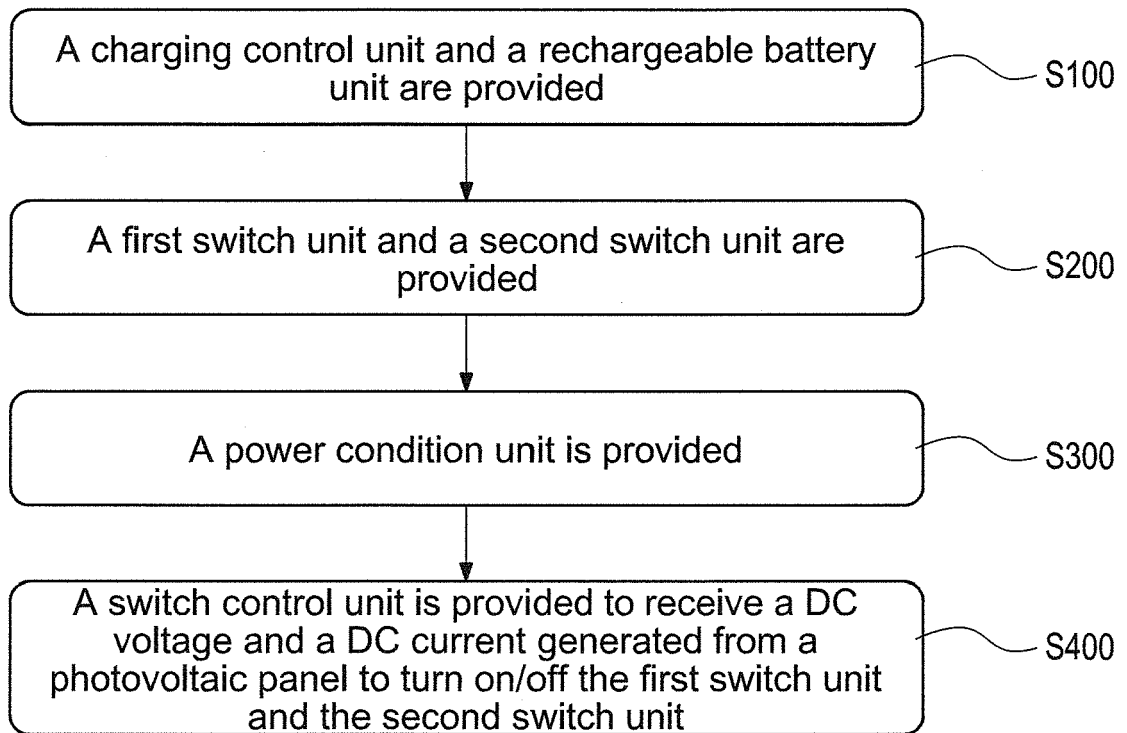 A charging control unit and a rechargeable battery
unit are provided
S100
A first switch unit and a second switch unit are
provided
S200
A power condition unit is provided
S300
A switch control unit is provided to receive a DC
voltage and a DC current generated from a
photovoltaic panel to turn on/off the first switch unit
and the second switch unit
S400